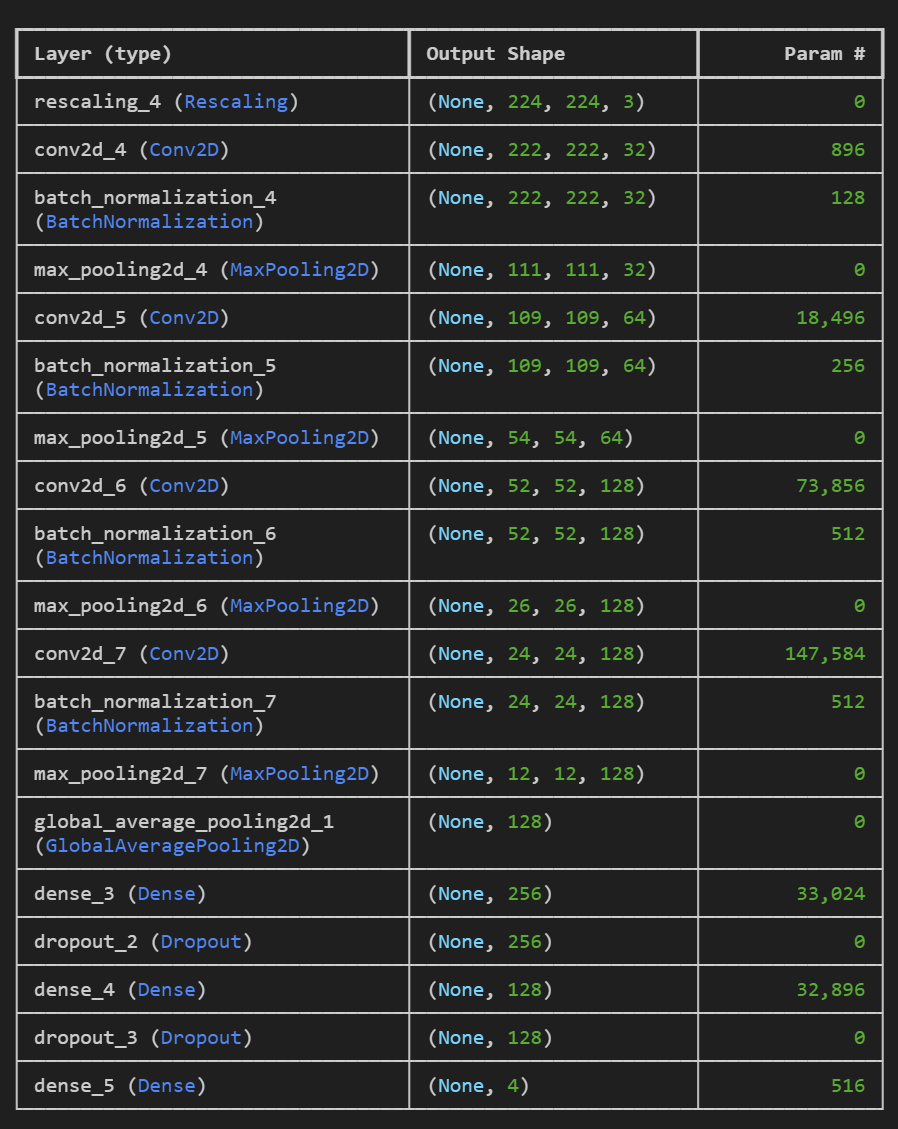 Layer (type) Output Shape Param #
rescaling_4 (Rescaling) (None, 224, 224, 3) 0
conv2d_4 (Conv2D) (None, 222, 222, 32) 896
batch_normalization_4 (None, 222, 222, 32) 128
(BatchNormalization)
max_pooling2d_4 (MaxPooling2D) (None, 111, 111, 32) 0
conv2d_5 (Conv2D) (None, 109, 109, 64) 18,496
batch_normalization_5 (None, 109, 109, 64) 256
(BatchNormalization)
max_pooling2d_5 (MaxPooling2D) (None, 54, 54, 64) 0
conv2d_6 (Conv2D) (None, 52, 52, 128) 73,856
batch_normalization_6 (None, 52, 52, 128) 512
(BatchNormalization)
max_pooling2d_6 (MaxPooling2D) (None, 26, 26, 128) 0
conv2d_7 (Conv2D) (None, 24, 24, 128) 147,584
batch_normalization_7 (None, 24, 24, 128) 512
(BatchNormalization)
max_pooling2d_7 (MaxPooling2D) (None, 12, 12, 128) 0
global_average_pooling2d_1 (None, 128) 0
(GlobalAveragePooling2D)
dense_3 (Dense) (None, 256) 33,024
dropout_2 (Dropout) (None, 256) 0
dense_4 (Dense) (None, 128) 32,896
dropout_3 (Dropout) (None, 128) 0
dense_5 (Dense) (None, 4) 516